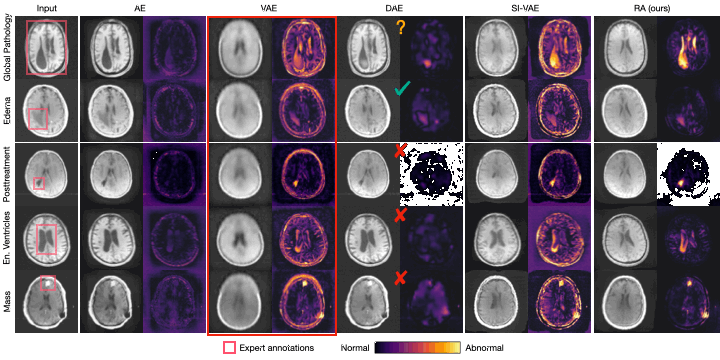 Input AE VAE DAE SI-VAE RA (ours)
Global Pathology
?
Edema
Posttreatment
En. Ventricles
Mass
Expert annotations Normal Abnormal